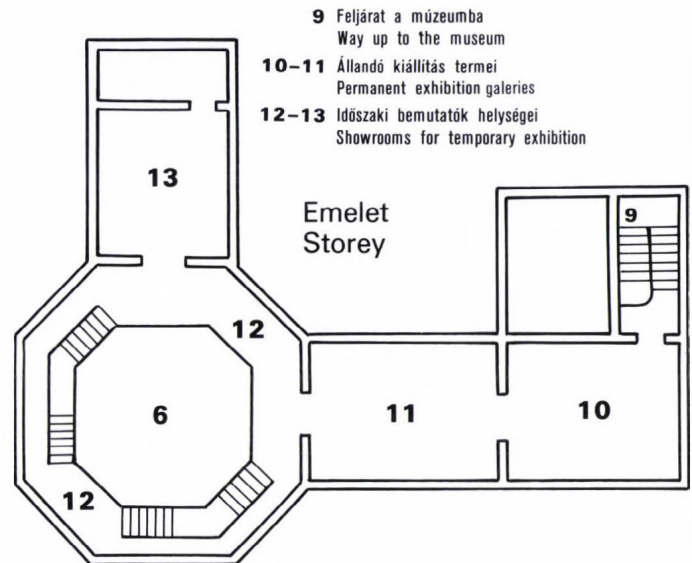 9 Feljárat a múzeumba
Way up to the museum
10–11 Állandó kiállítás termei
Permanent exhibition galeries
12–13 Időszaki bemutatók helységei
Showrooms for temporary exhibition
13
Emelet
Storey
9
12
6
11
10
12